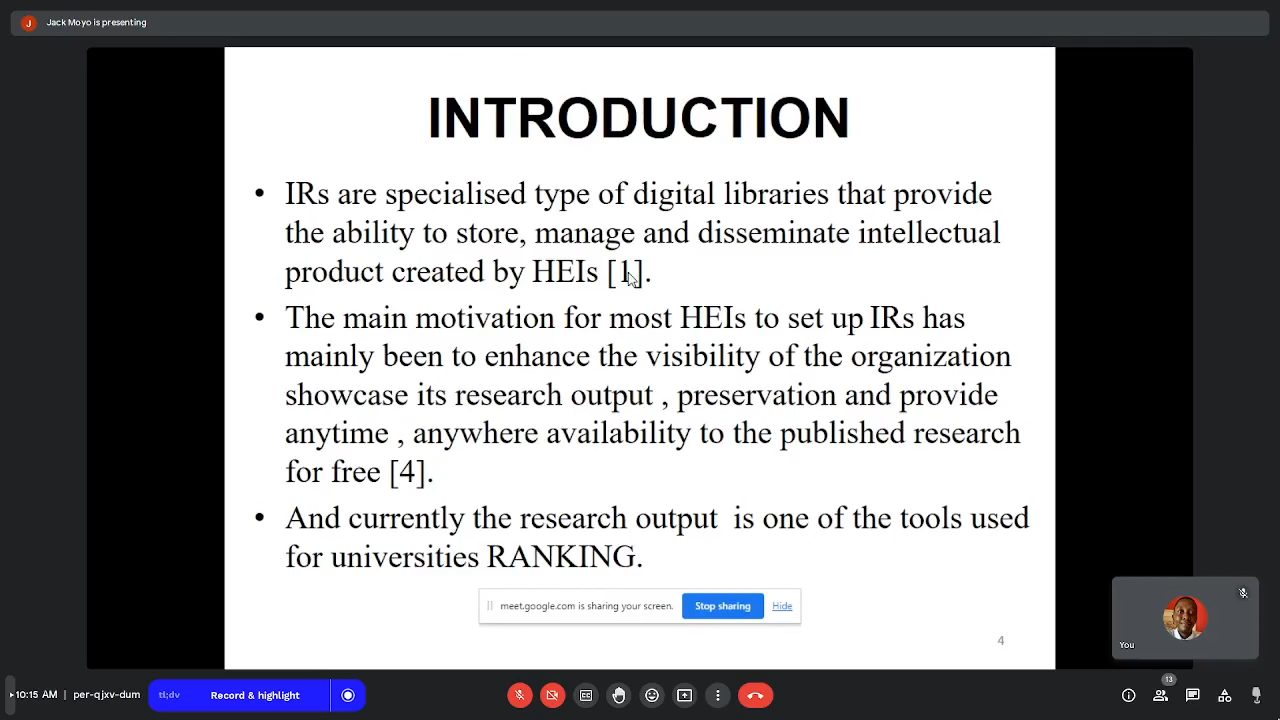 J Jack Moyo is presenting
INTRODUCTION
• IRs are specialised type of digital libraries that provide
the ability to store, manage and disseminate intellectual
product created by HEIs [1].
• The main motivation for most HEIs to set up IRs has
mainly been to enhance the visibility of the organization
showcase its research output , preservation and provide
anytime , anywhere availability to the published research
for free [4].
• And currently the research output is one of the tools used
for universities RANKING.
meet.google.com is sharing your screen. Stop sharing Hide
4
You
10:15 AM | per-qjxv-dum tl;dv Record & highlight 13